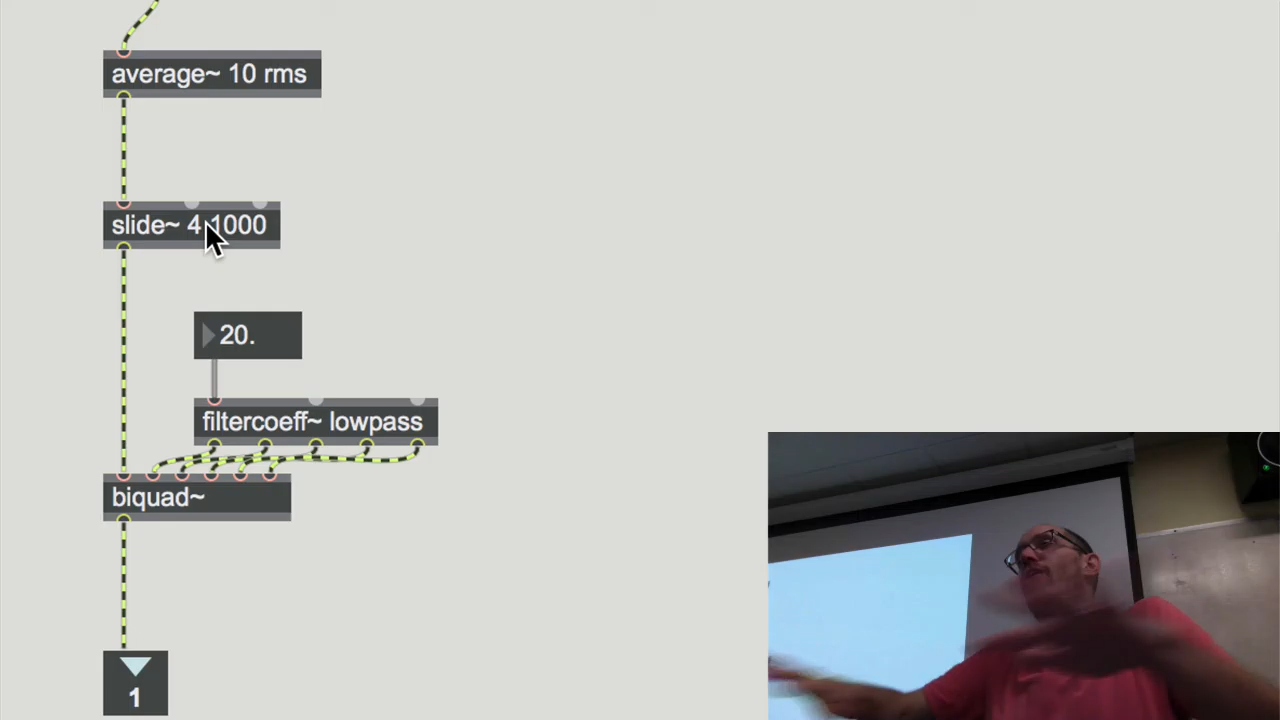 average~ 10 rms
slide~ 4 1000
20.
filtercoeff~ lowpass
biquad~
1